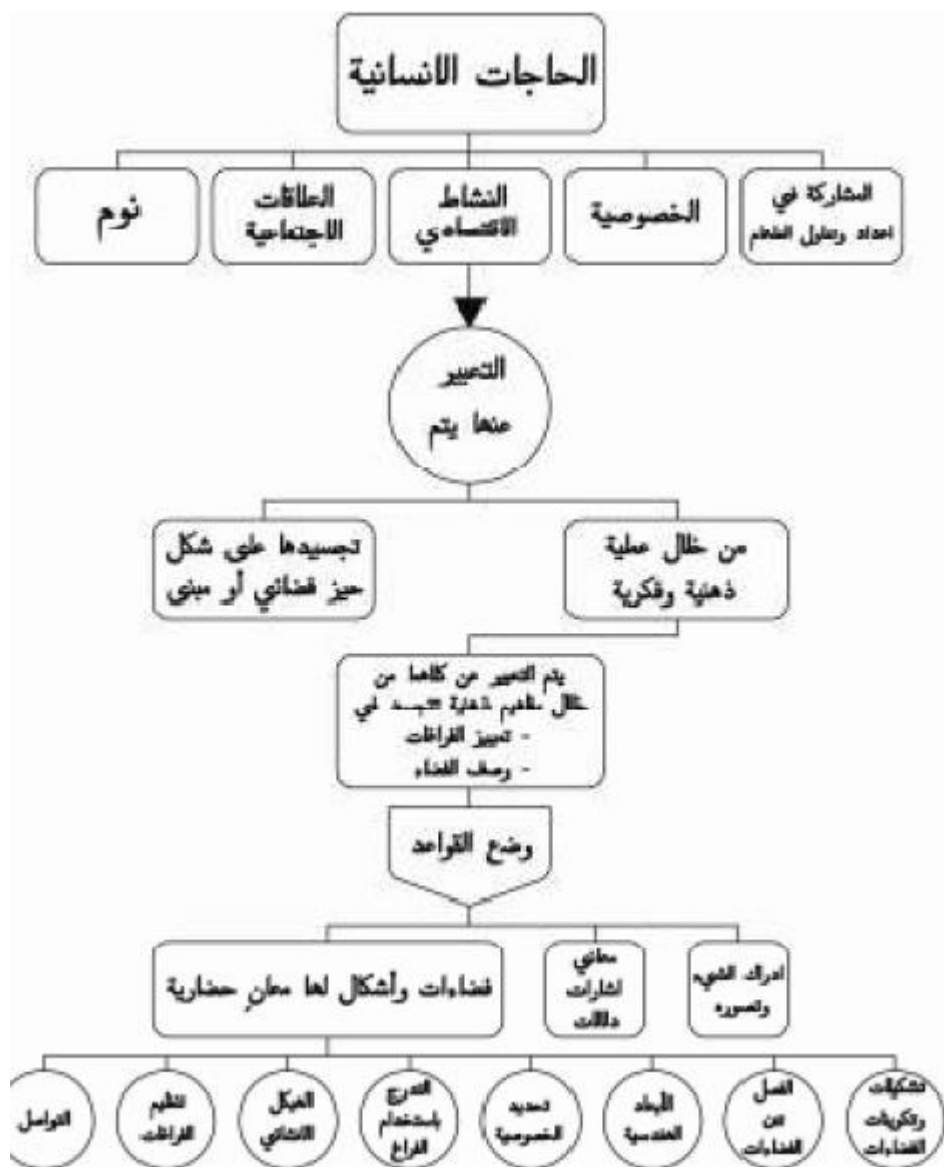 الحاجات الانسانية
المشاركة في
اعداد وتناول الطعام
الخصوصية
النشاط
الاقتصادي
العلاقات
الاجتماعية
نوم
التعبير
عنها يتم
من خلال عملية
ذهنية وفكرية
تجسيدها على شكل
حيز فضائي أو مبنى
يتم التعبير عن كلاهما من
خلال مفاهيم ذهنية في
- تمييز الفراغات
- وصف الفضاء
وضع القواعد
ادراك الشيء
وتصوره
معاني
اشارات
دلالات
فضاءات وأشكال لها معانٍ حضارية
تشكيلات
وتكوينات
الفضاءات
الفصل
بين
الفضاءات
الأبعاد
الهندسية
تحديد
الخصوصية
التدرج
باستخدام
الفراغ
الهيكل
الانشائي
تنظيم
الفراغات
التواصل